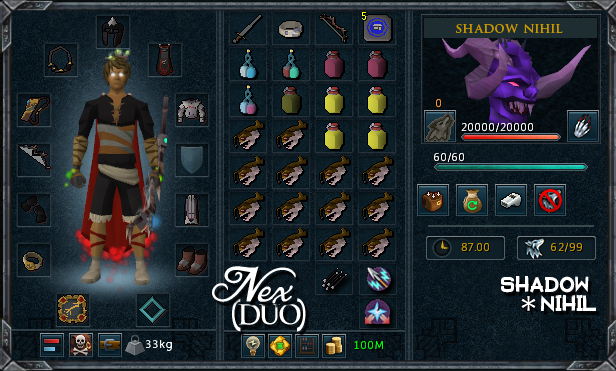 5
SHADOW NIHIL
0
20000/20000
60/60
87.00
62/99
Nex
(DUO)
SHADOW
*NIHIL
33kg
100M